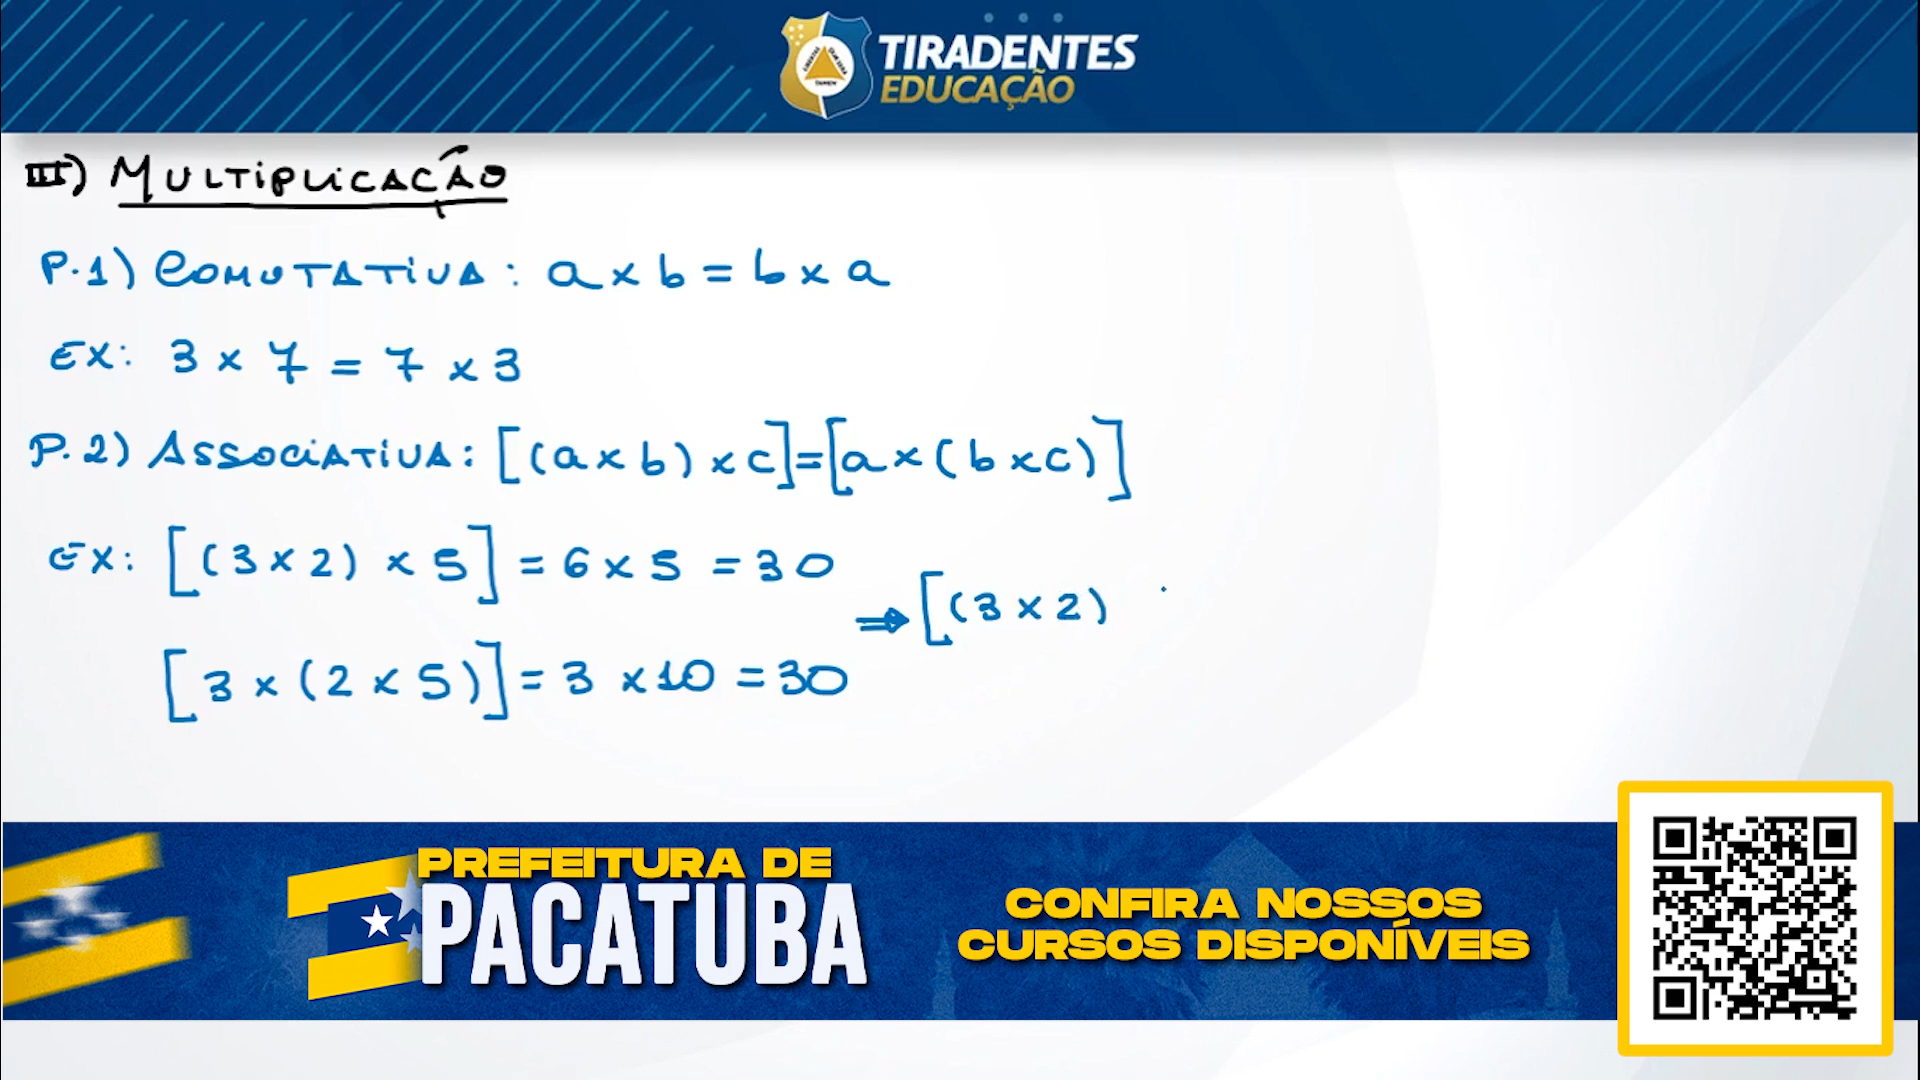 TIRADENTES
EDUCAÇÃO
III) MULTIPLICAÇÃO
P.1) COMUTATIVA: a x b = b x a
EX: 3 x 7 = 7 x 3
P.2) ASSOCIATIVA: [(a x b) x c]=[a x (b x c)]
EX: [(3 x 2) x 5] = 6 x 5 = 30
⇒ [(3 x 2)
[3 x (2 x 5)] = 3 x 10 = 30
PREFEITURA DE
PACATUBA
CONFIRA NOSSOS
CURSOS DISPONÍVEIS